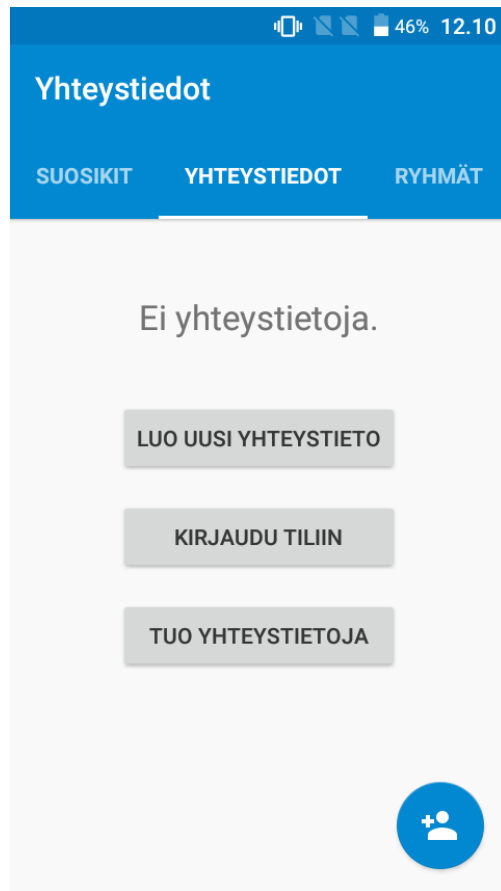 46% 12.10
Yhteystiedot
SUOSIKIT YHTEYSTIEDOT RYHMÄT
Ei yhteystietoja.
LUO UUSI YHTEYSTIETO
KIRJAUDU TILIIN
TUO YHTEYSTIETOJA